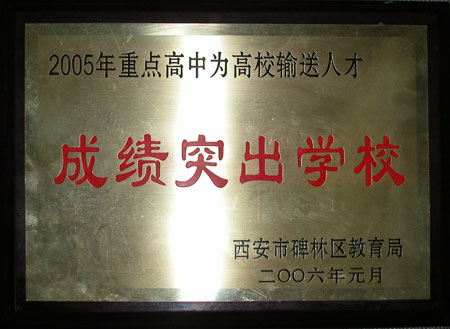 2005年重点高中为高校输送人才
成绩突出学校
西安市碑林区教育局
二〇〇六年元月